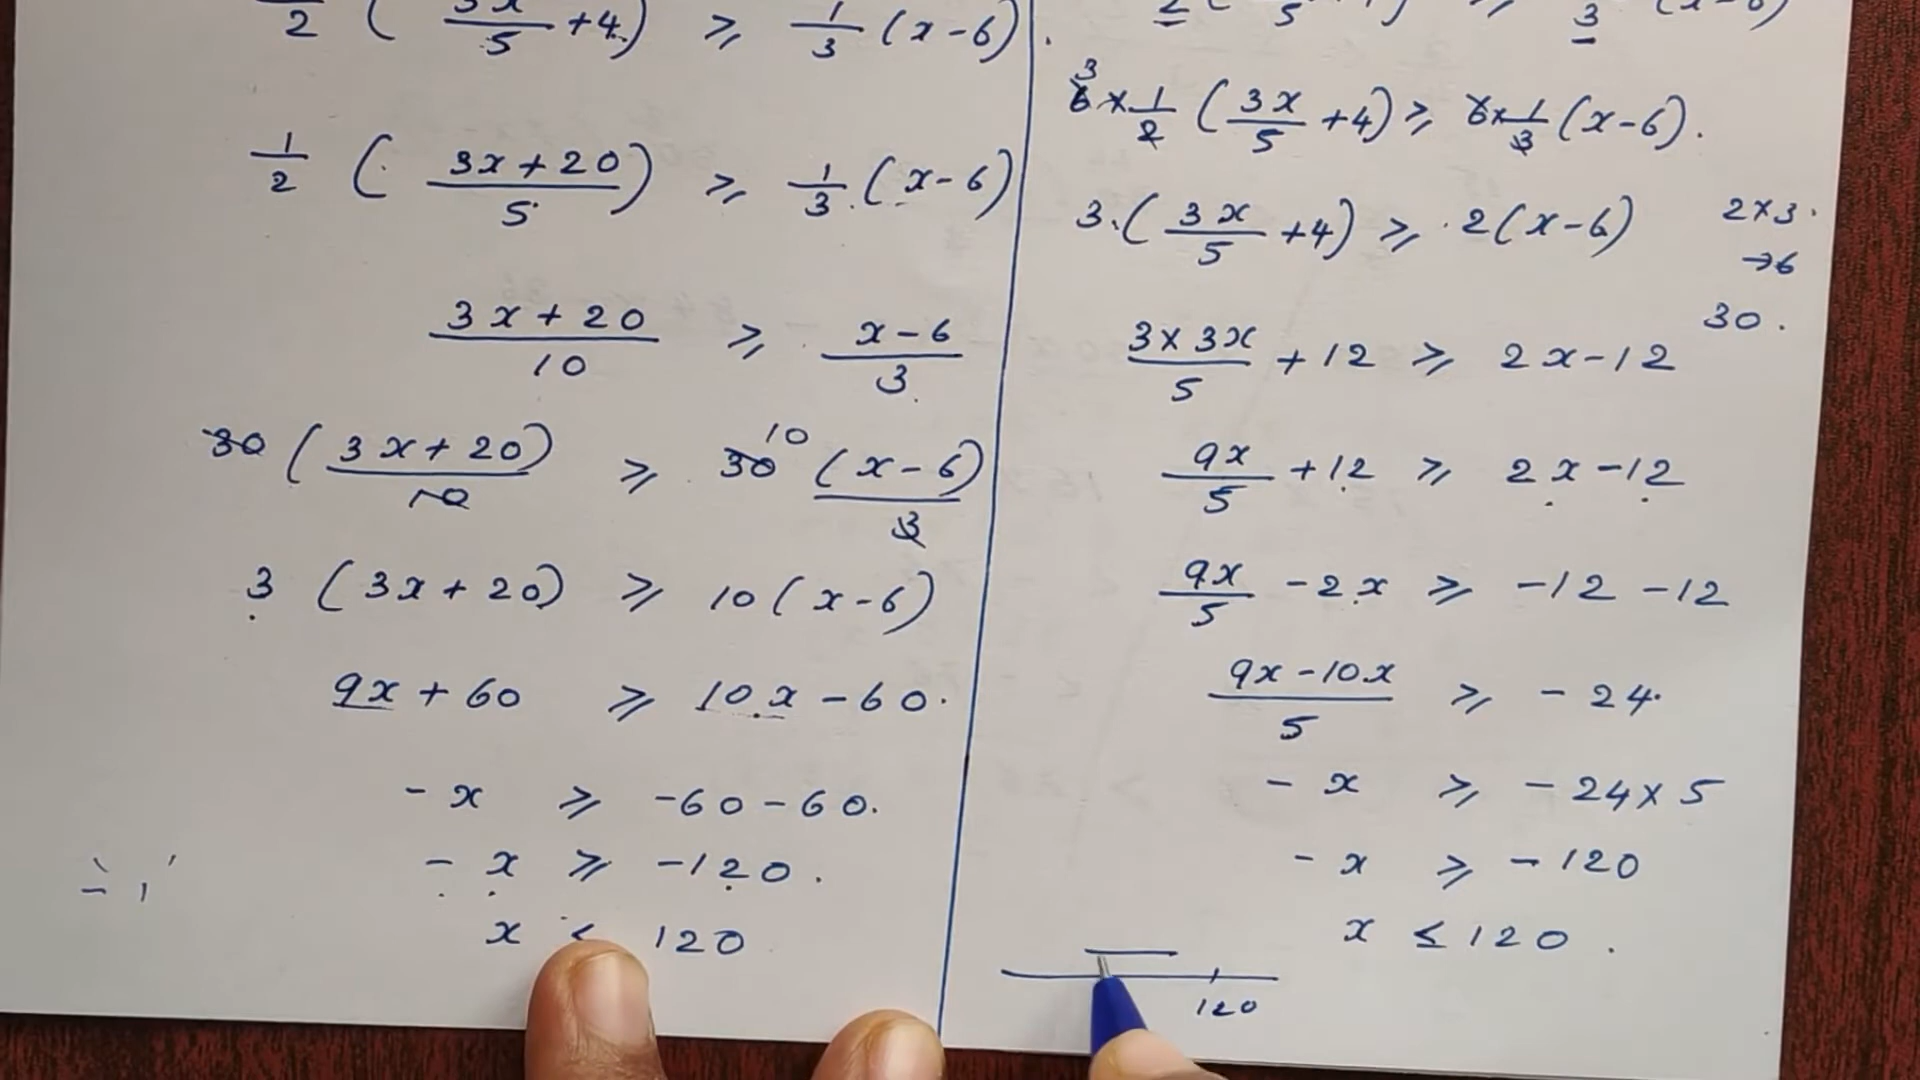 1/2 (3x/5 + 4) ⩾ 1/3 (x - 6).
1/2 (3x + 20 / 5) ⩾ 1/3 (x - 6)
3x + 20 / 10 ⩾ x - 6 / 3
30 (3x + 20) / 10 ⩾ 10 30 (x - 6) / 3
3 (3x + 20) ⩾ 10 (x - 6)
9x + 60 ⩾ 10x - 60.
- x ⩾ -60 - 60.
- x ⩾ -120.
x < 120
3 6 × 1/2 (3x/5 + 4) ⩾ 6 × 1/3 (x - 6).
3.(3x/5 + 4) ⩾ 2 (x - 6)
2 × 3.
→ 6
30.
3 × 3x / 5 + 12 ⩾ 2x - 12
9x/5 + 12 ⩾ 2x - 12
9x/5 - 2x ⩾ -12 - 12
9x - 10x / 5 ⩾ - 24.
- x ⩾ - 24 × 5
- x ⩾ - 120
x ≤ 120.
120